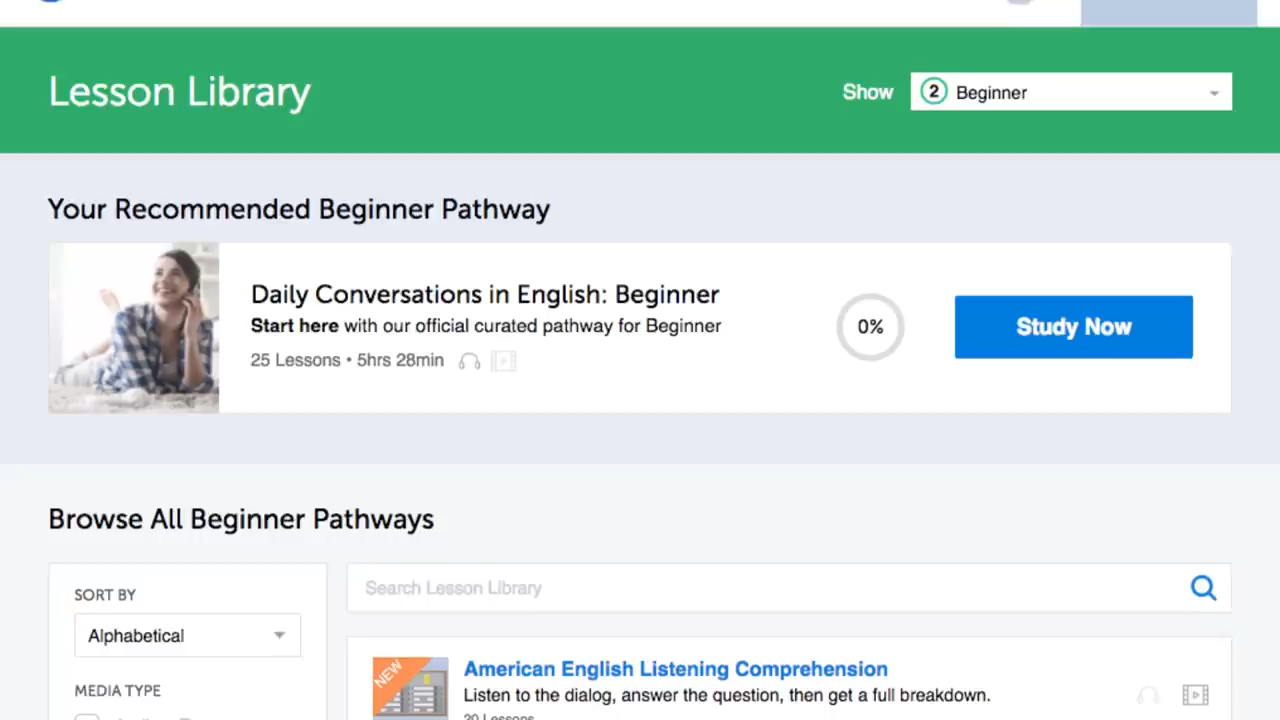 Lesson Library
Show
2 Beginner
Your Recommended Beginner Pathway
Daily Conversations in English: Beginner
Start here with our official curated pathway for Beginner
25 Lessons • 5hrs 28min
0%
Study Now
Browse All Beginner Pathways
SORT BY
Alphabetical
MEDIA TYPE
Search Lesson Library
NEW
American English Listening Comprehension
Listen to the dialog, answer the question, then get a full breakdown.
20 Lessons